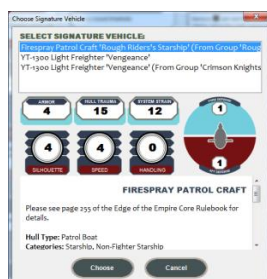 Choose Signature Vehicle
SELECT SIGNATURE VEHICLE:
Firespray Patrol Craft 'Rough Riders's Starship' (From Group 'Roug
YT-1300 Light Freighter 'Vengeance'
YT-1300 Light Freighter 'Vengeance' (From Group 'Crimson Knights
ARMOR
HULL TRAUMA
SYSTEM STRAIN
4
15
12
1
4
4
0
SILHOUETTE
SPEED
HANDLING
1
FIRESPRAY PATROL CRAFT
Please see page 255 of the Edge of the Empire Core Rulebook for
details.
Hull Type: Patrol Boat
Categories: Starship, Non-Fighter Starship
Choose
Cancel